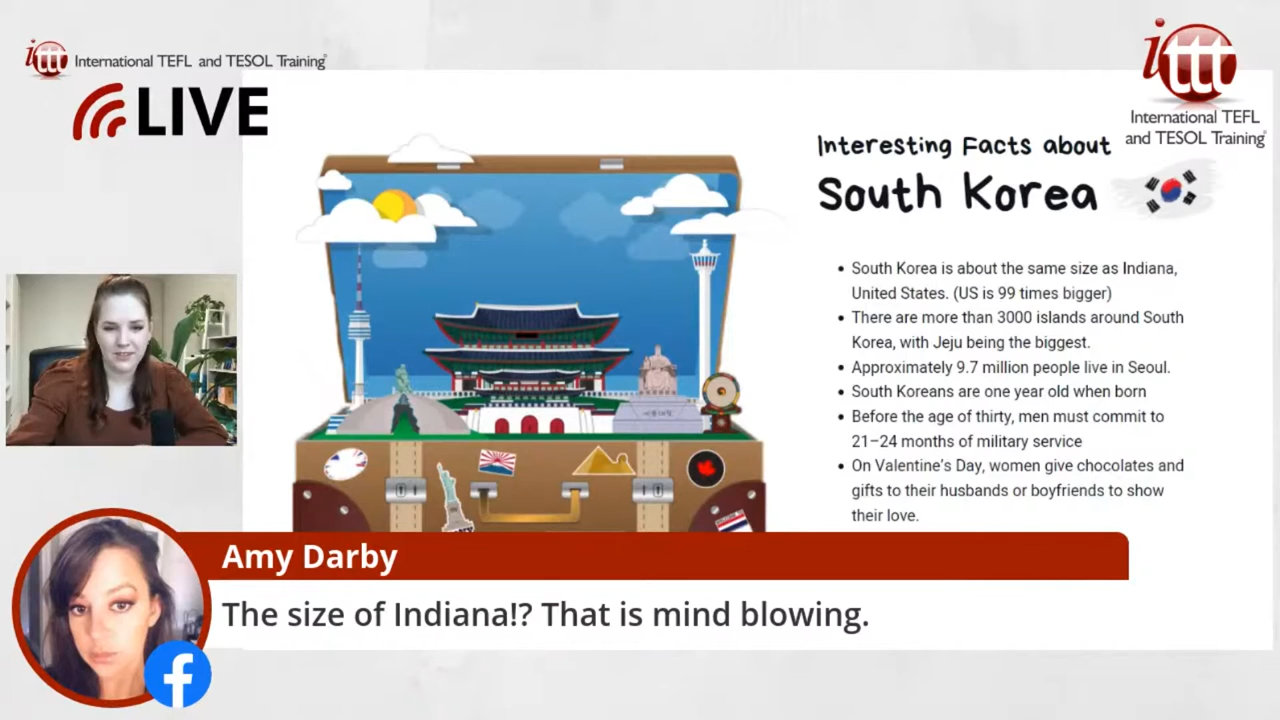 ittt International TEFL and TESOL Training
LIVE
ittt
International TEFL
and TESOL Training
Interesting Facts about
South Korea
• South Korea is about the same size as Indiana,
United States. (US is 99 times bigger)
• There are more than 3000 islands around South
Korea, with Jeju being the biggest.
• Approximately 9.7 million people live in Seoul.
• South Koreans are one year old when born
• Before the age of thirty, men must commit to
21–24 months of military service
• On Valentine's Day, women give chocolates and
gifts to their husbands or boyfriends to show
their love.
Amy Darby
The size of Indiana!? That is mind blowing.